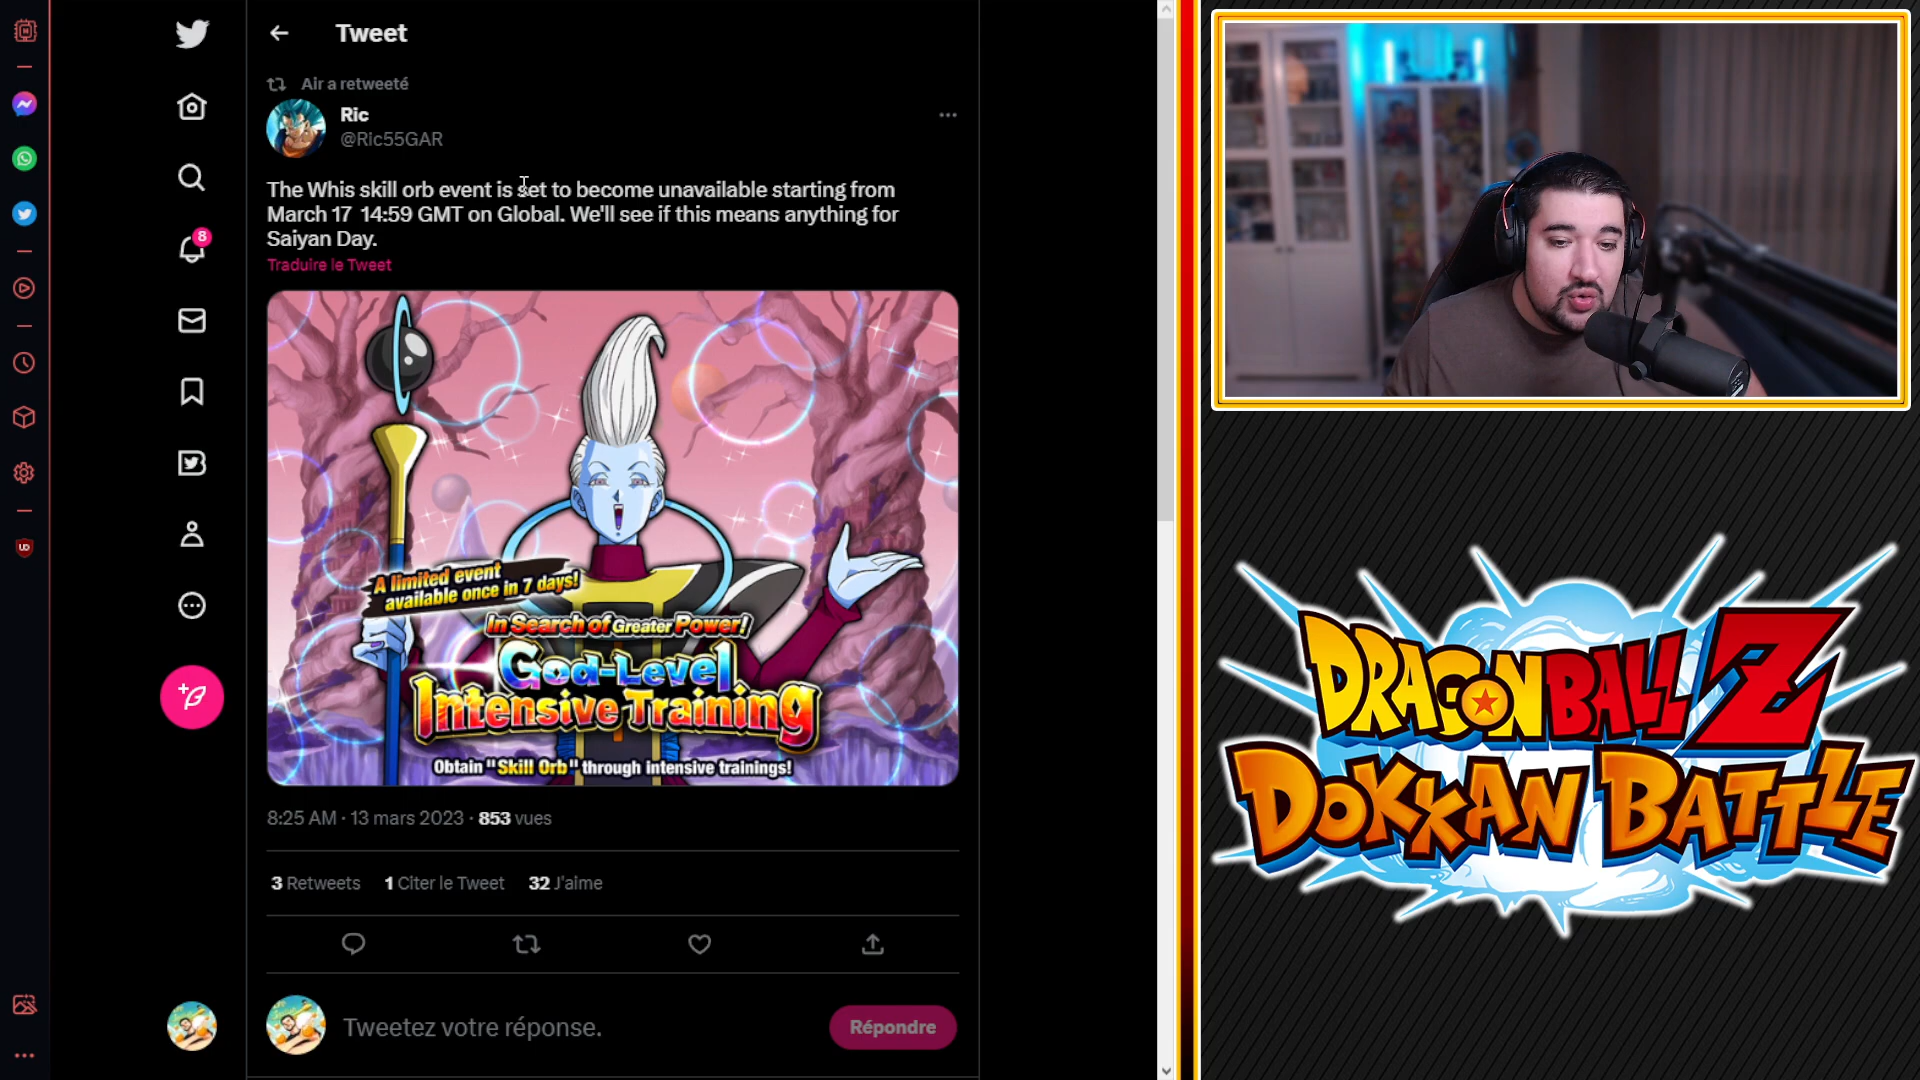 Tweet
Air a retweeté
Ric
@Ric55GAR
The Whis skill orb event is set to become unavailable starting from
March 17 14:59 GMT on Global. We'll see if this means anything for
Saiyan Day.
Traduire le Tweet
8
A limited event
available once in 7 days!
In Search of Greater Power!
God-Level
Intensive Training
Obtain "Skill Orb" through intensive trainings!
8:25 AM · 13 mars 2023 · 853 vues
3 Retweets 1 Citer le Tweet 32 J'aime
Tweetez votre réponse.
Répondre
DRAGON BALL Z
DOKKAN BATTLE